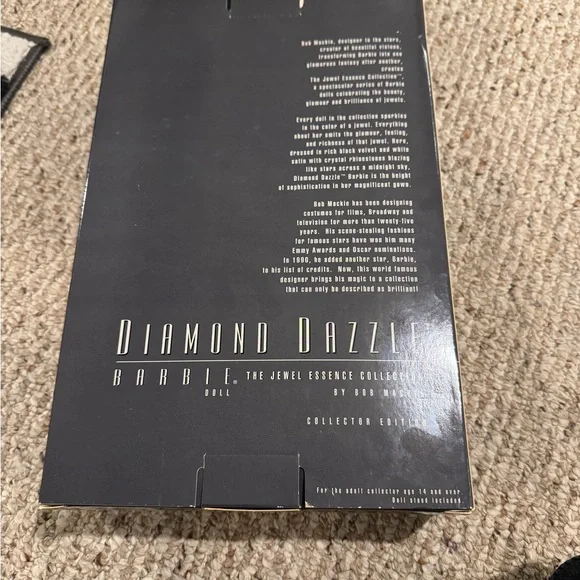 Bob Mackie, designer to the stars,
creator of beautiful visions,
transforming Barbie into one
glamorous fantasy after another,
creates
The Jewel Essence Collection™,
a spectacular series of Barbie
dolls celebrating the beauty,
glamour and brilliance of jewels.
Every doll in the collection sparkles
in the color of a jewel. Everything
about her emits the glamour, feeling,
and richness of that jewel. Here,
dressed in rich black velvet and white
satin with crystal rhinestones blazing
like stars across a midnight sky,
Diamond Dazzle™ Barbie is the height
of sophistication in her magnificent gown.
Bob Mackie has been designing
costumes for films, Broadway and
television for more than twenty-five
years. His scene-stealing fashions
for famous stars have won him many
Emmy Awards and Oscar nominations.
In 1990, he added another star, Barbie,
to his list of credits. Now, this world famous
designer brings his magic to a collection
that can only be described as brilliant!
DIAMOND DAZZLE
BARBIE® THE JEWEL ESSENCE COLLECTION
DOLL BY BOB MACKIE
COLLECTOR EDITION
For the adult collector age 14 and over
Doll stand included